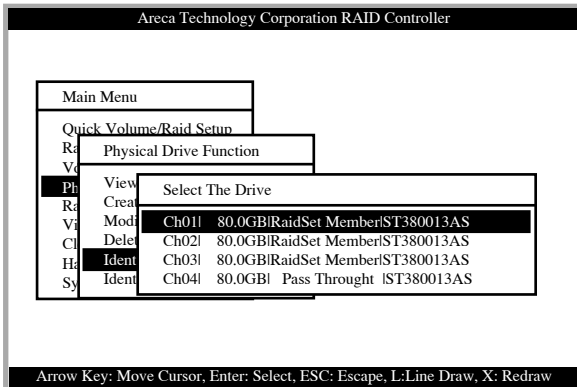 Areca Technology Corporation RAID Controller
Main Menu
Quick Volume/Raid Setup
Physical Drive Function
View
Creat
Modi
Delet
Ident
Ident
Select The Drive
Ch01| 80.0GB|RaidSet Member|ST380013AS
Ch02| 80.0GB|RaidSet Member|ST380013AS
Ch03| 80.0GB|RaidSet Member|ST380013AS
Ch04| 80.0GB| Pass Throught |ST380013AS
Ra
Vo
Ph
Ra
Vi
Cl
Ha
Sy
Arrow Key: Move Cursor, Enter: Select, ESC: Escape, L:Line Draw, X: Redraw